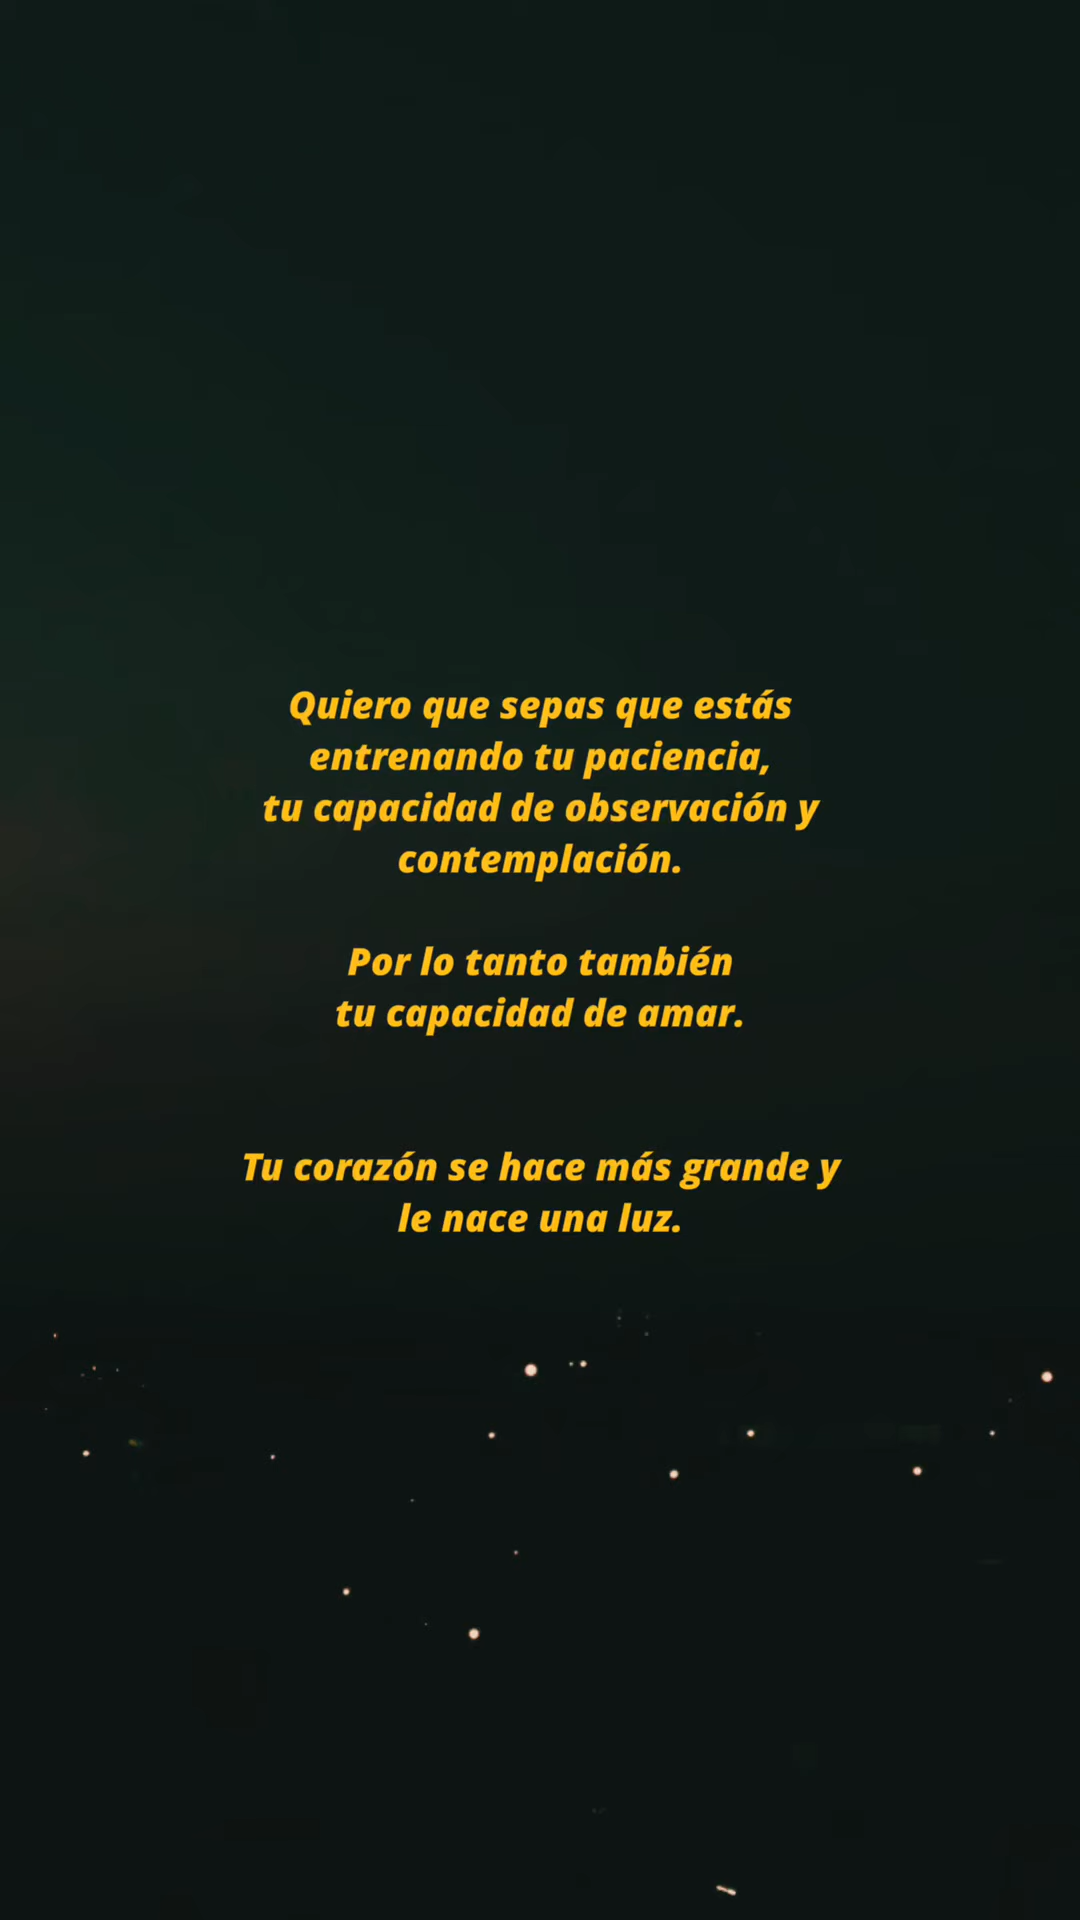 Quiero que sepas que estás
entrenando tu paciencia,
tu capacidad de observación y
contemplación.
Por lo tanto también
tu capacidad de amar.
Tu corazón se hace más grande y
le nace una luz.